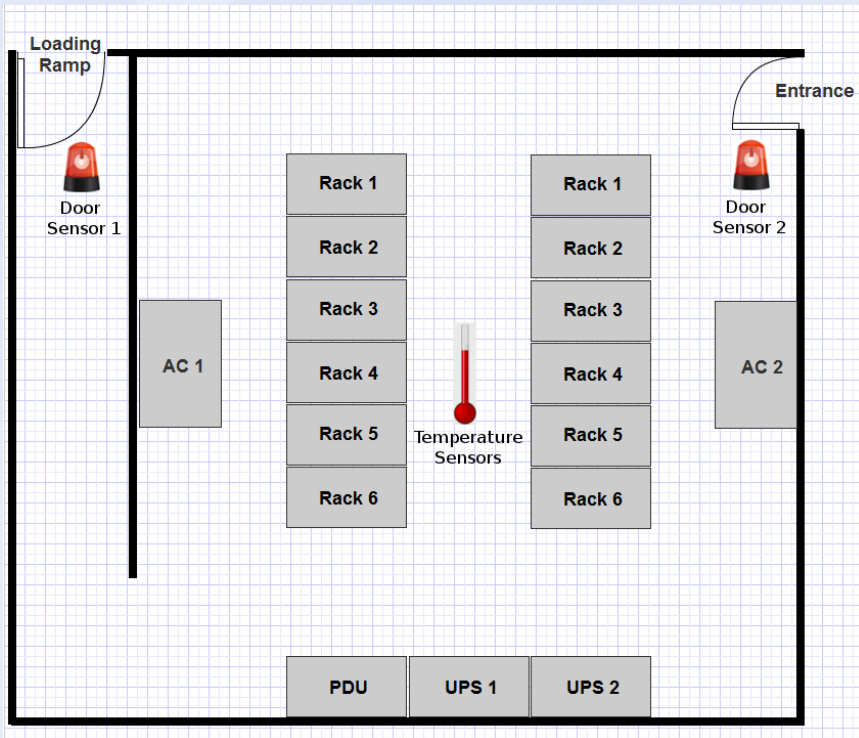 Loading
Ramp
Entrance
Door
Sensor 1
Door
Sensor 2
Rack 1
Rack 2
Rack 3
Rack 4
Rack 5
Rack 6
Rack 1
Rack 2
Rack 3
Rack 4
Rack 5
Rack 6
AC 1
Temperature
Sensors
AC 2
PDU
UPS 1
UPS 2